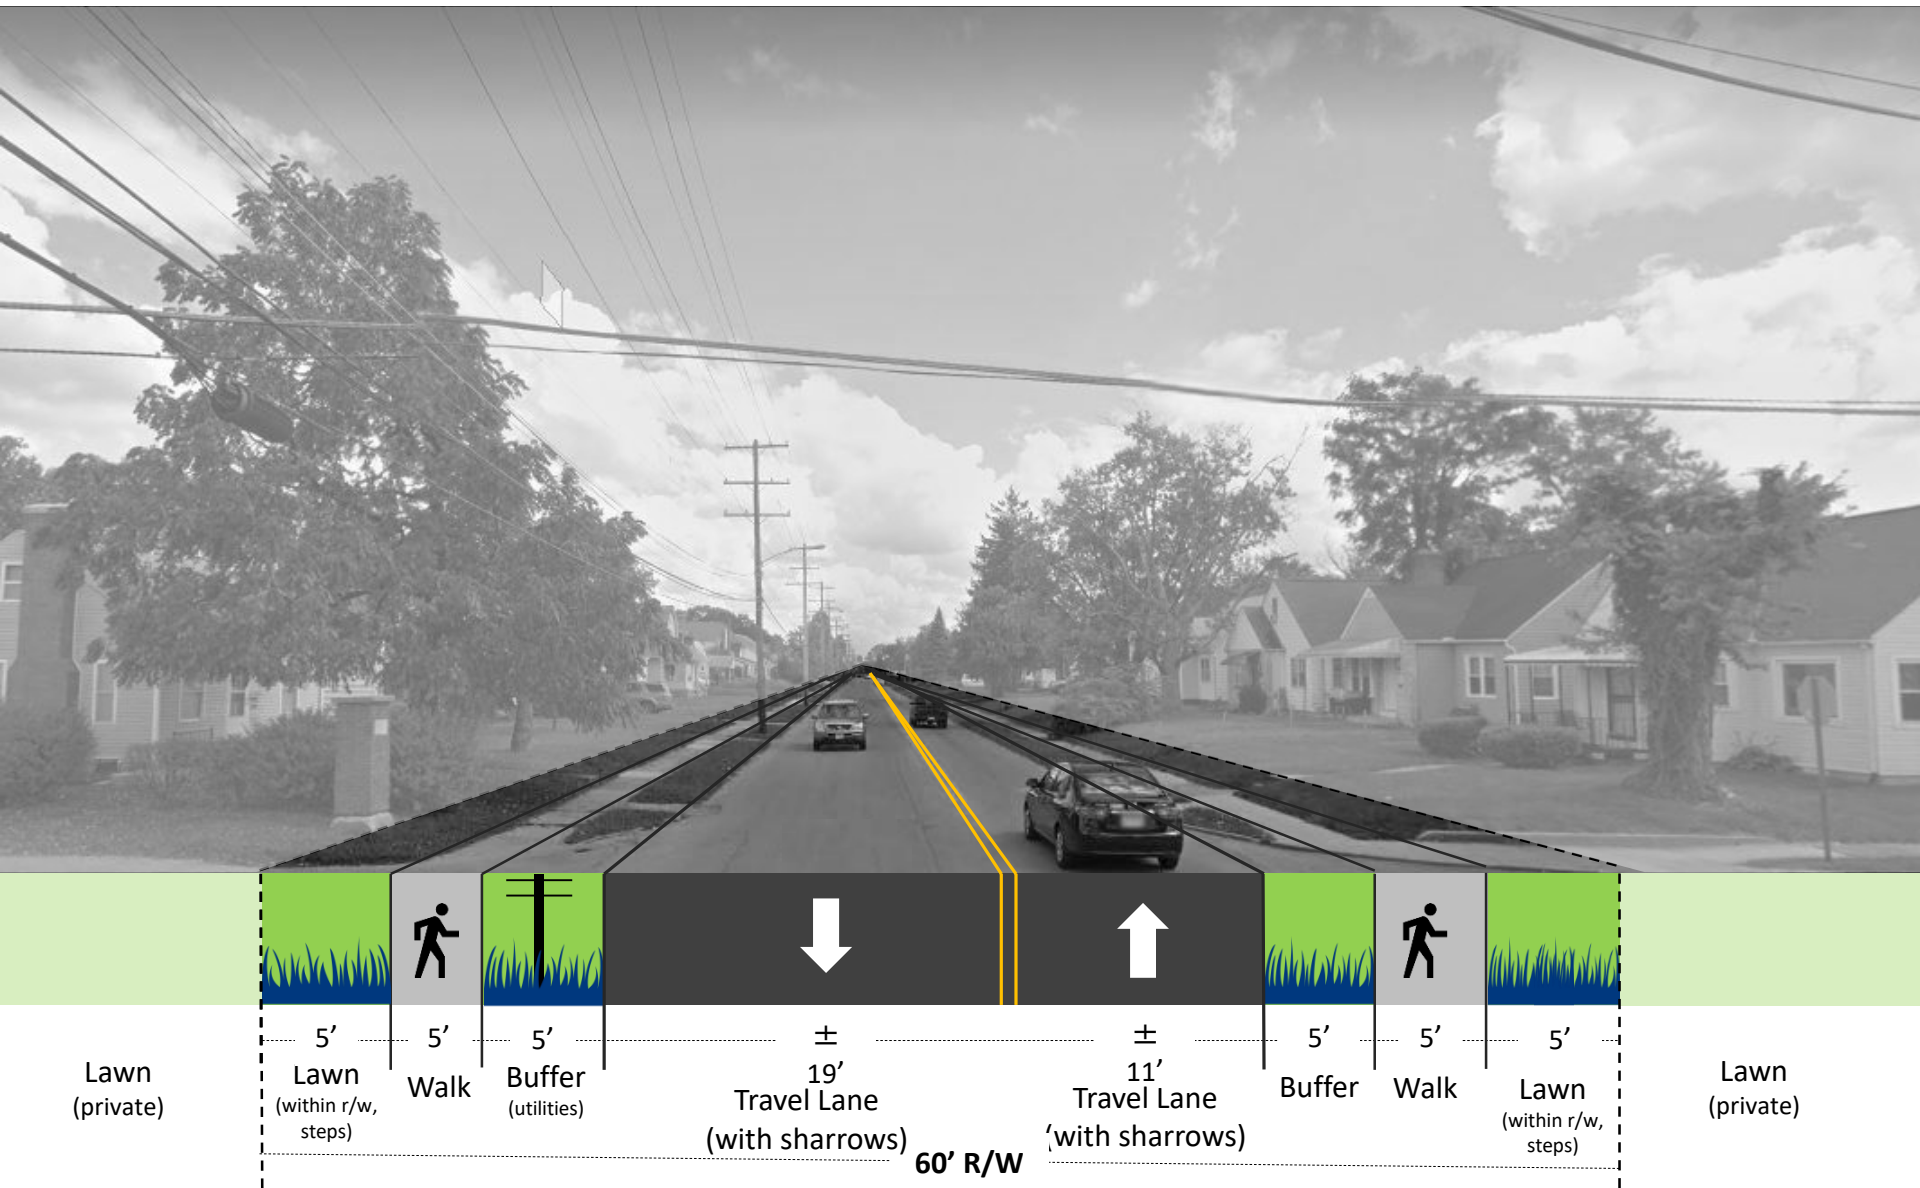 5’
5’
5’
±
19’
±
11’
5’
5’
5’
Lawn
(private)
Lawn
(within r/w,
steps)
Walk
Buffer
(utilities)
Travel Lane
(with sharrows)
Travel Lane
(with sharrows)
Buffer
Walk
Lawn
(within r/w,
steps)
Lawn
(private)
60’ R/W